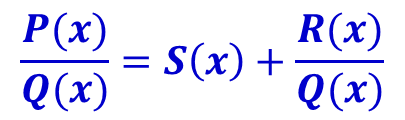 P(x)/Q(x) = S(x) + R(x)/Q(x)